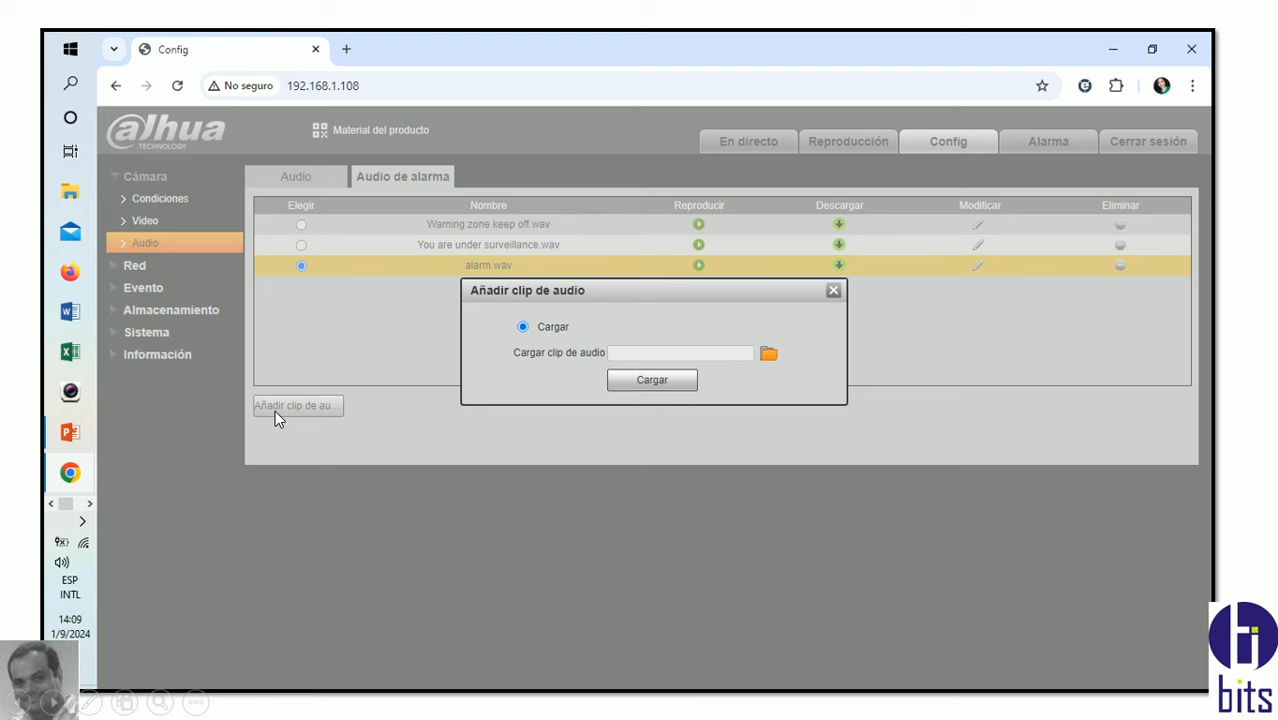 Config
No seguro
192.168.1.108
alhua
TECHNOLOGY
Material del producto
En directo
Reproducción
Config
Alarma
Cerrar sesión
Cámara
Condiciones
Video
Audio
Red
Evento
Almacenamiento
Sistema
Información
Audio
Audio de alarma
Elegir Nombre Reproducir Descargar Modificar Eliminar
Warning zone keep off.wav
You are under surveillance.wav
alarm.wav
Añadir clip de audio
Cargar
Cargar clip de audio
Cargar
Añadir clip de au...
ESP
INTL
14:09
1/9/2024
bits